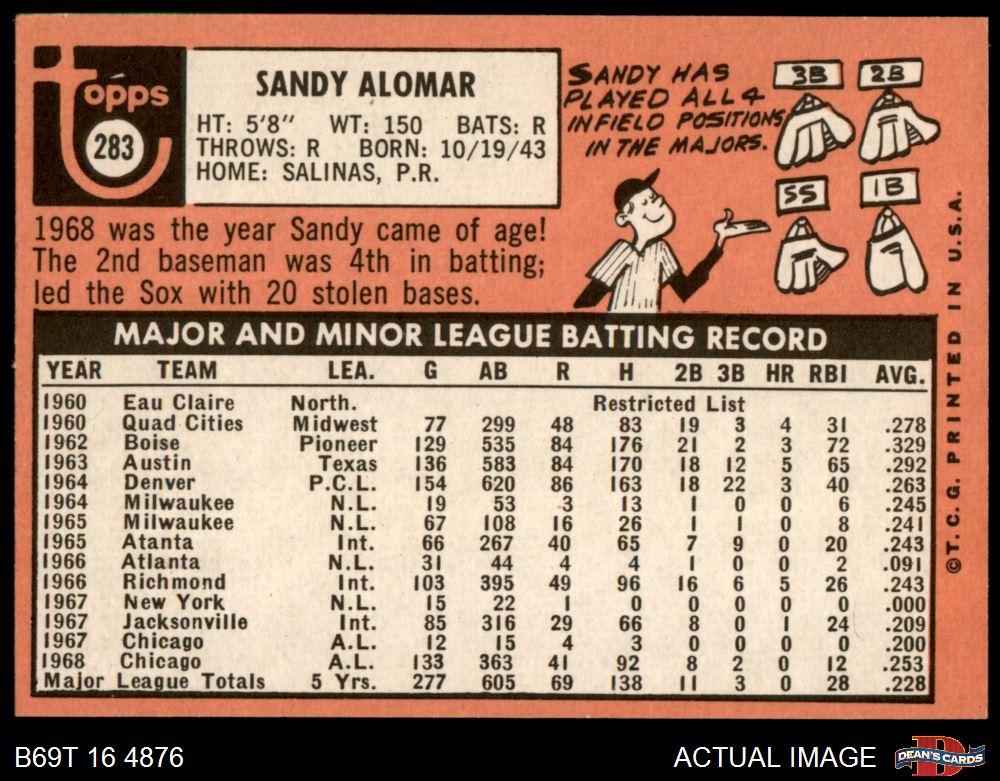 topps
283
SANDY ALOMAR
HT: 5'8" WT: 150 BATS: R
THROWS: R BORN: 10/19/43
HOME: SALINAS, P.R.
SANDY HAS
PLAYED ALL 4
INFIELD POSITIONS
IN THE MAJORS.
3B 2B
SS 1B
1968 was the year Sandy came of age!
The 2nd baseman was 4th in batting;
led the Sox with 20 stolen bases.
MAJOR AND MINOR LEAGUE BATTING RECORD
YEAR TEAM LEA. G AB R H 2B 3B HR RBI AVG.
1960 Eau Claire North. Restricted List
1960 Quad Cities Midwest 77 299 48 83 19 3 4 31 .278
1962 Boise Pioneer 129 535 84 176 21 2 3 72 .329
1963 Austin Texas 136 583 84 170 18 12 5 65 .292
1964 Denver P.C.L. 154 620 86 163 18 22 3 40 .263
1964 Milwaukee N.L. 19 53 3 13 1 0 0 6 .245
1965 Milwaukee N.L. 67 108 16 26 1 1 0 8 .241
1965 Atanta Int. 66 267 40 65 7 9 0 20 .243
1966 Atlanta N.L. 31 44 4 4 1 0 0 2 .091
1966 Richmond Int. 103 395 49 96 16 6 5 26 .243
1967 New York N.L. 15 22 1 0 0 0 0 0 .000
1967 Jacksonville Int. 85 316 29 66 8 0 1 24 .209
1967 Chicago A.L. 12 15 4 3 0 0 0 0 .200
1968 Chicago A.L. 133 363 41 92 8 2 0 12 .253
Major League Totals 5 Yrs. 277 605 69 138 11 3 0 28 .228
©T.C.G. PRINTED IN U.S.A.
B69T 16 4876
ACTUAL IMAGE
D
DEAN'S CARDS